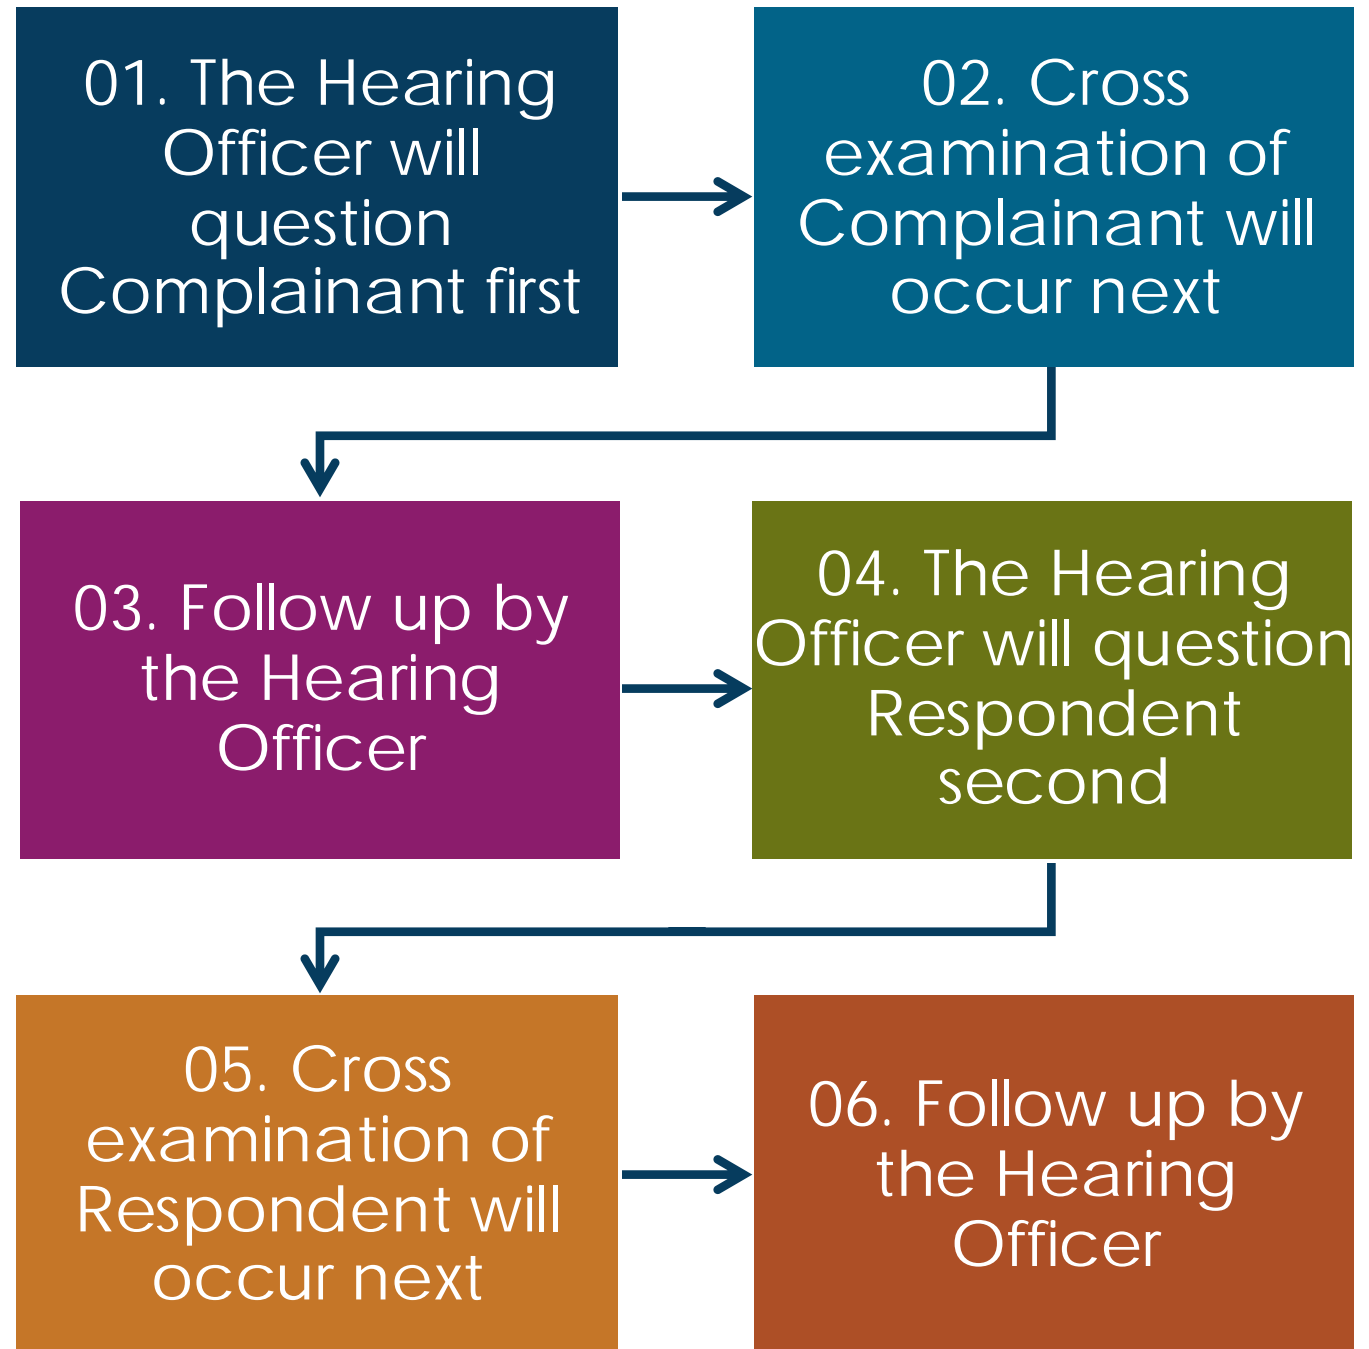 01. The Hearing
Officer will
question
Complainant first
02. Cross
examination of
Complainant will
occur next
03. Follow up by
the Hearing
Officer
04. The Hearing
Officer will question
Respondent
second
05. Cross
examination of
Respondent will
occur next
06. Follow up by
the Hearing
Officer